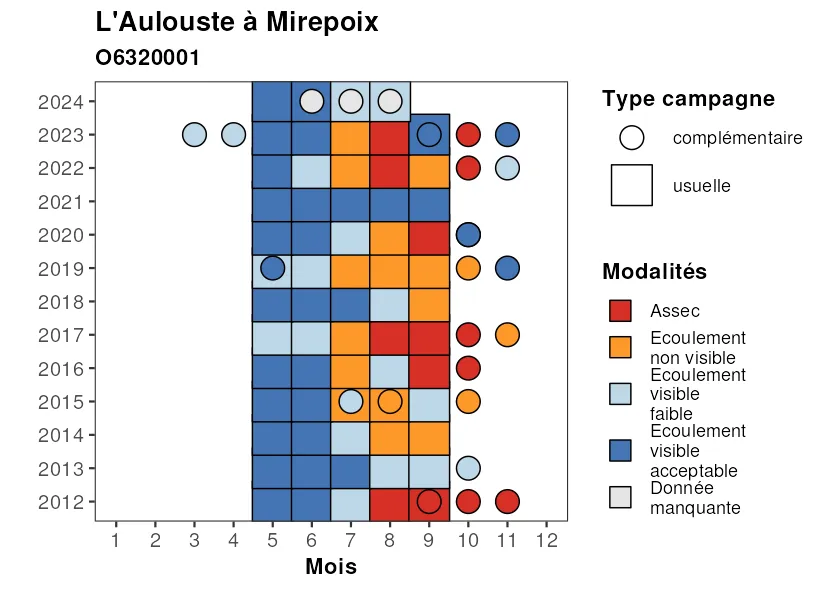 L'Aulouste à Mirepoix
O6320001
2024
2023
2022
2021
2020
2019
2018
2017
2016
2015
2014
2013
2012
1 2 3 4 5 6 7 8 9 10 11 12
Mois
Type campagne
complémentaire
usuelle
Modalités
Assec
Ecoulement
non visible
Ecoulement
visible
faible
Ecoulement
visible
acceptable
Donnée
manquante